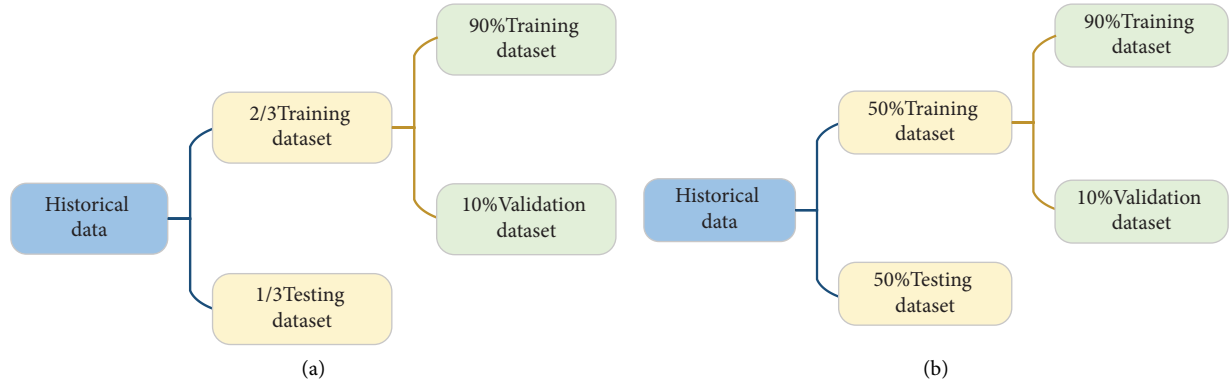 Historical
data
2/3Training
dataset
1/3Testing
dataset
90%Training
dataset
10%Validation
dataset
(a)
Historical
data
50%Training
dataset
50%Testing
dataset
90%Training
dataset
10%Validation
dataset
(b)